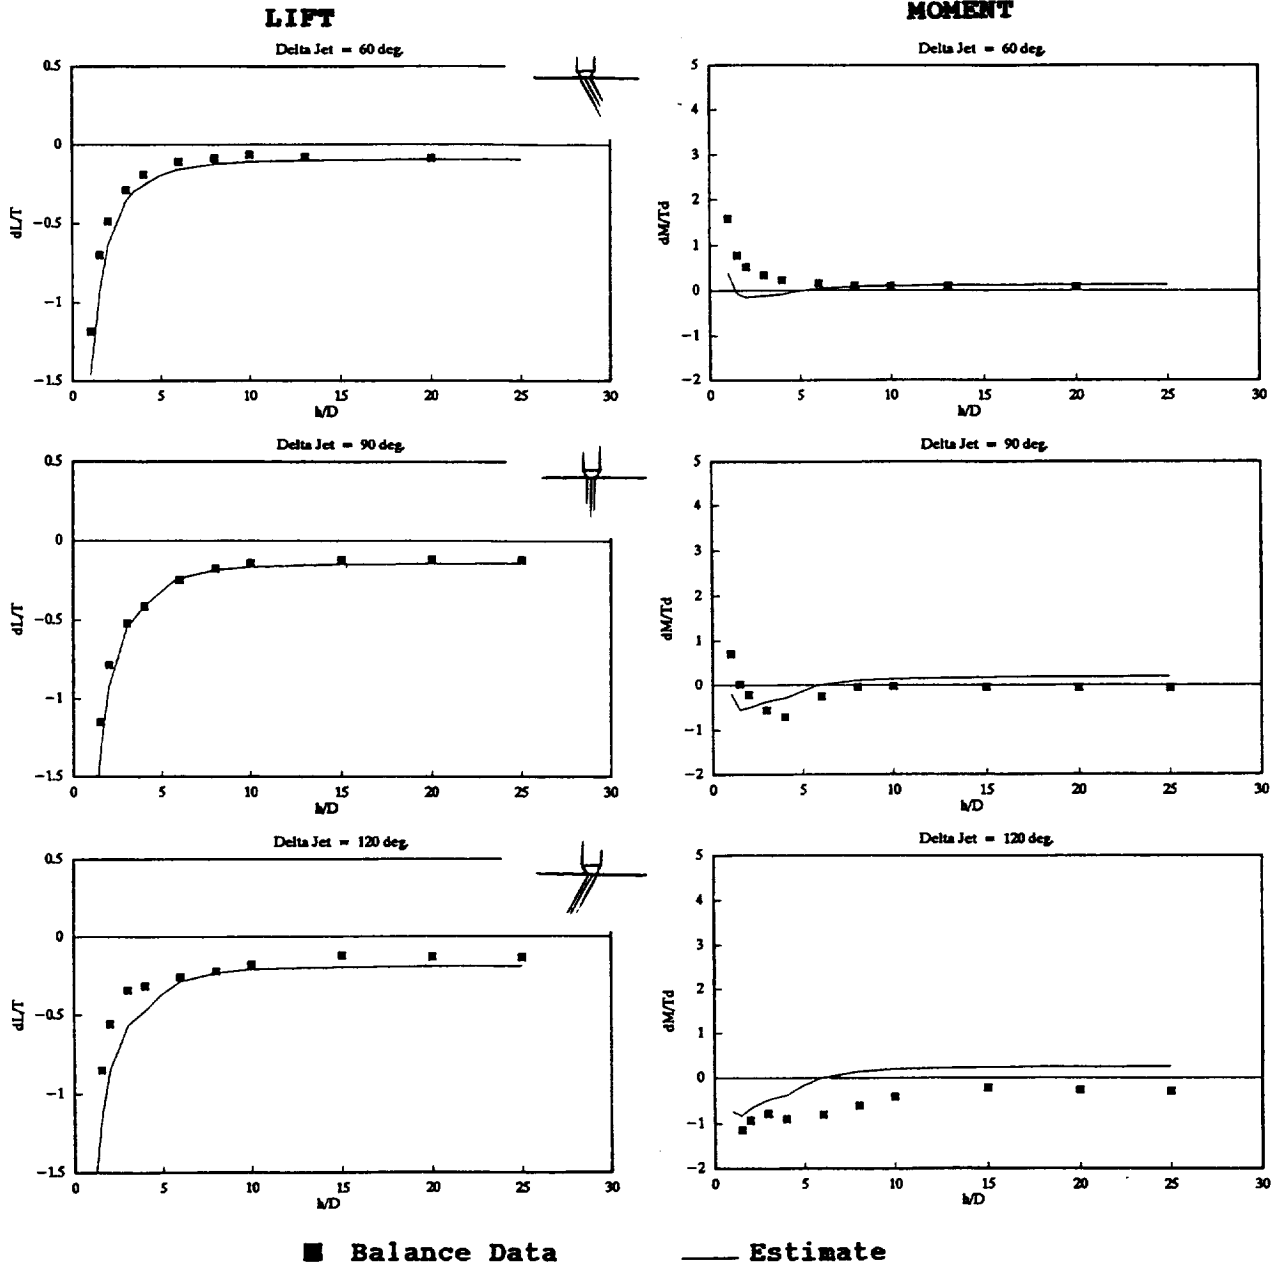 LIFT
Delta Jet = 60 deg.
0.5
0
−0.5
−1
−1.5
dL/T
0 5 10 15 20 25 30
h/D
MOMENT
Delta Jet = 60 deg.
5
4
3
2
1
0
−1
−2
dM/Td
0 5 10 15 20 25 30
h/D
Delta Jet = 90 deg.
0.5
0
−0.5
−1
−1.5
dL/T
0 5 10 15 20 25 30
h/D
Delta Jet = 90 deg.
5
4
3
2
1
0
−1
−2
dM/Td
0 5 10 15 20 25 30
h/D
Delta Jet = 120 deg.
0.5
0
−0.5
−1
−1.5
dL/T
0 5 10 15 20 25 30
h/D
Delta Jet = 120 deg.
5
4
3
2
1
0
−1
−2
dM/Td
0 5 10 15 20 25 30
h/D
Balance Data
Estimate